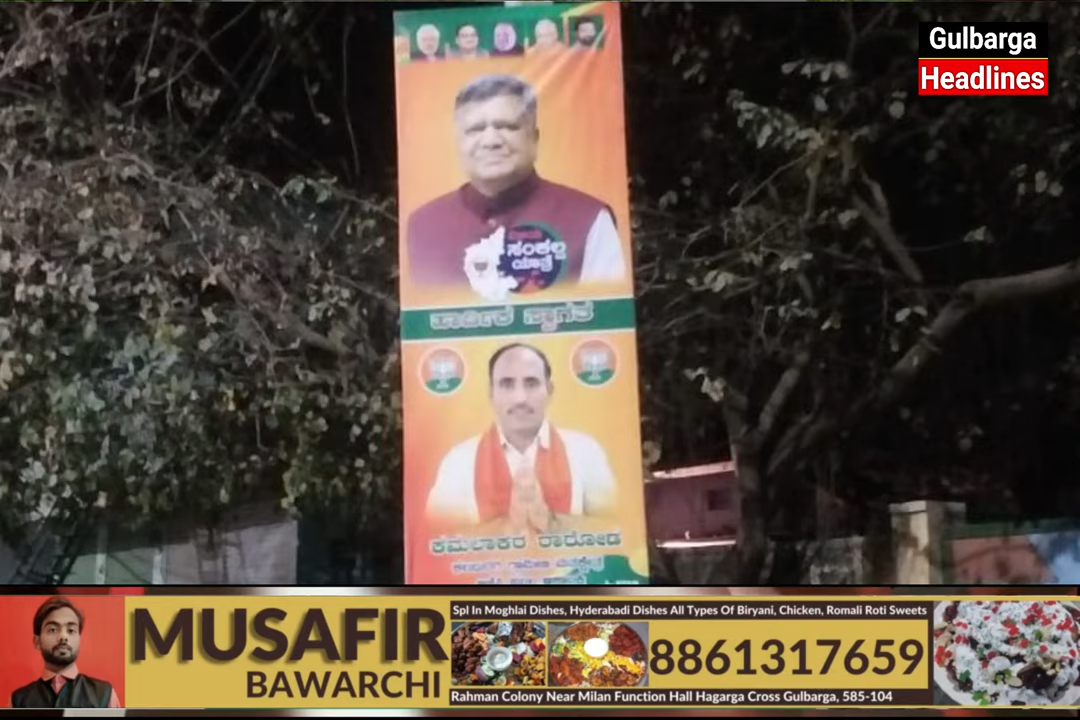 Gulbarga
Headlines
ಸಂಕಲ್ಪ
ಯಾತ್ರೆ
ಹಾರ್ದಿಕ ಸ್ವಾಗತ
ಕಮಲಾಕರ ರಾಠೋಡ
MUSAFIR
BAWARCHI
Spl In Moghlai Dishes, Hyderabadi Dishes All Types Of Biryani, Chicken, Romali Roti Sweets
8861317659
Rahman Colony Near Milan Function Hall Hagarga Cross Gulbarga, 585-104